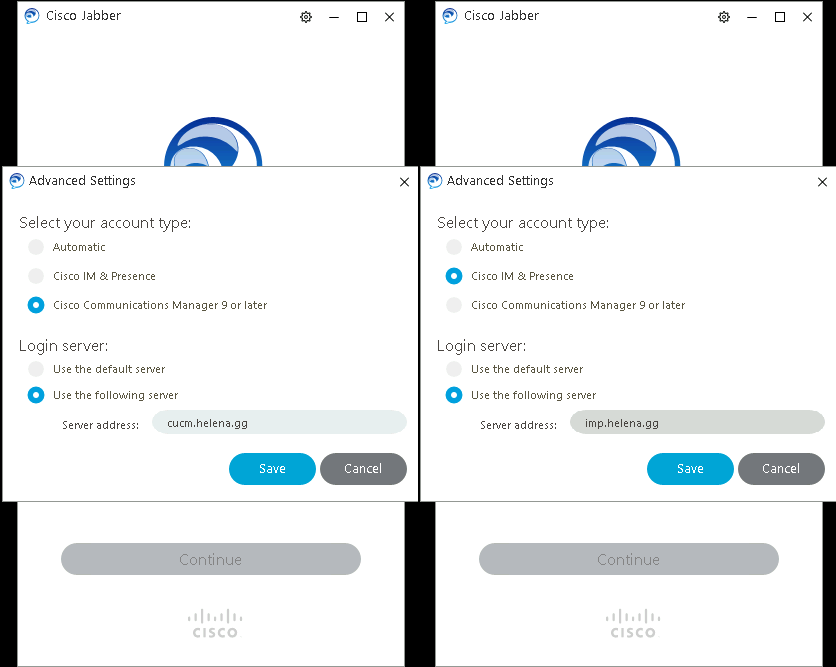 Cisco Jabber
Advanced Settings
Select your account type:
Automatic
Cisco IM & Presence
Cisco Communications Manager 9 or later
Login server:
Use the default server
Use the following server
Server address: cucm.helena.gg
Save Cancel
Continue
CISCO
Cisco Jabber
Advanced Settings
Select your account type:
Automatic
Cisco IM & Presence
Cisco Communications Manager 9 or later
Login server:
Use the default server
Use the following server
Server address: imp.helena.gg
Save Cancel
Continue
CISCO